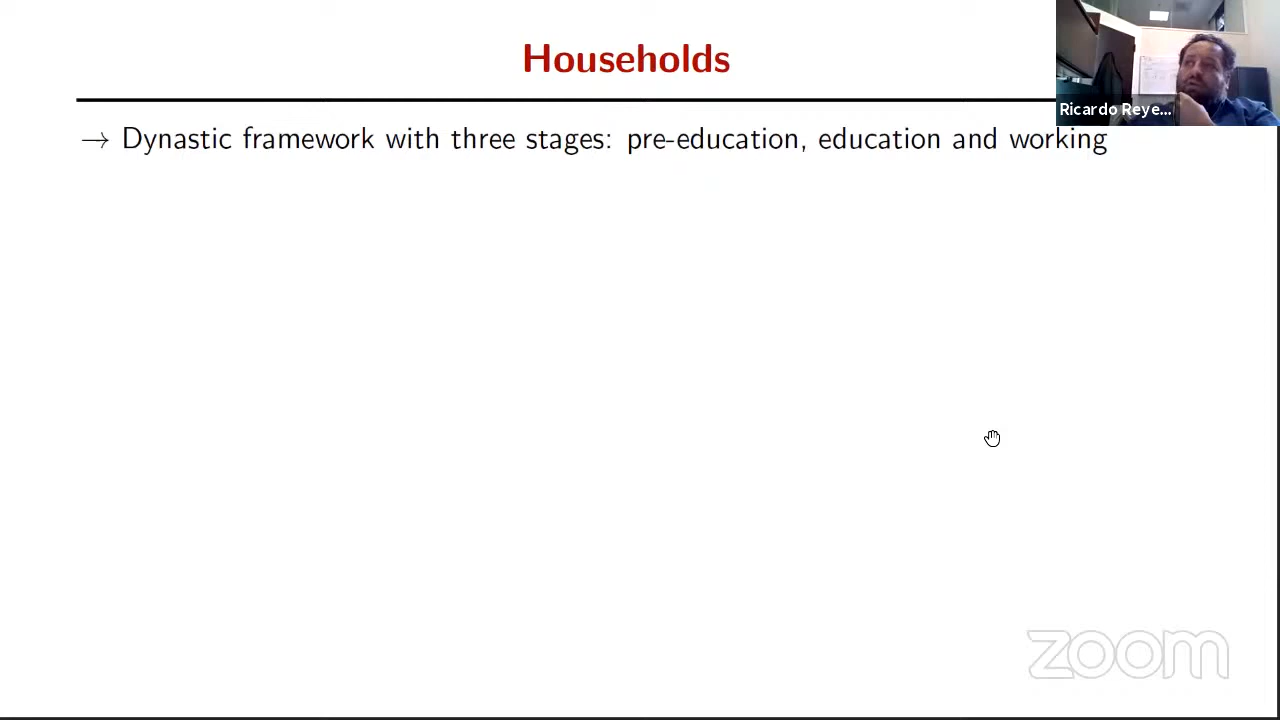 Households
Ricardo Reye...
→ Dynastic framework with three stages: pre-education, education and working
zoom